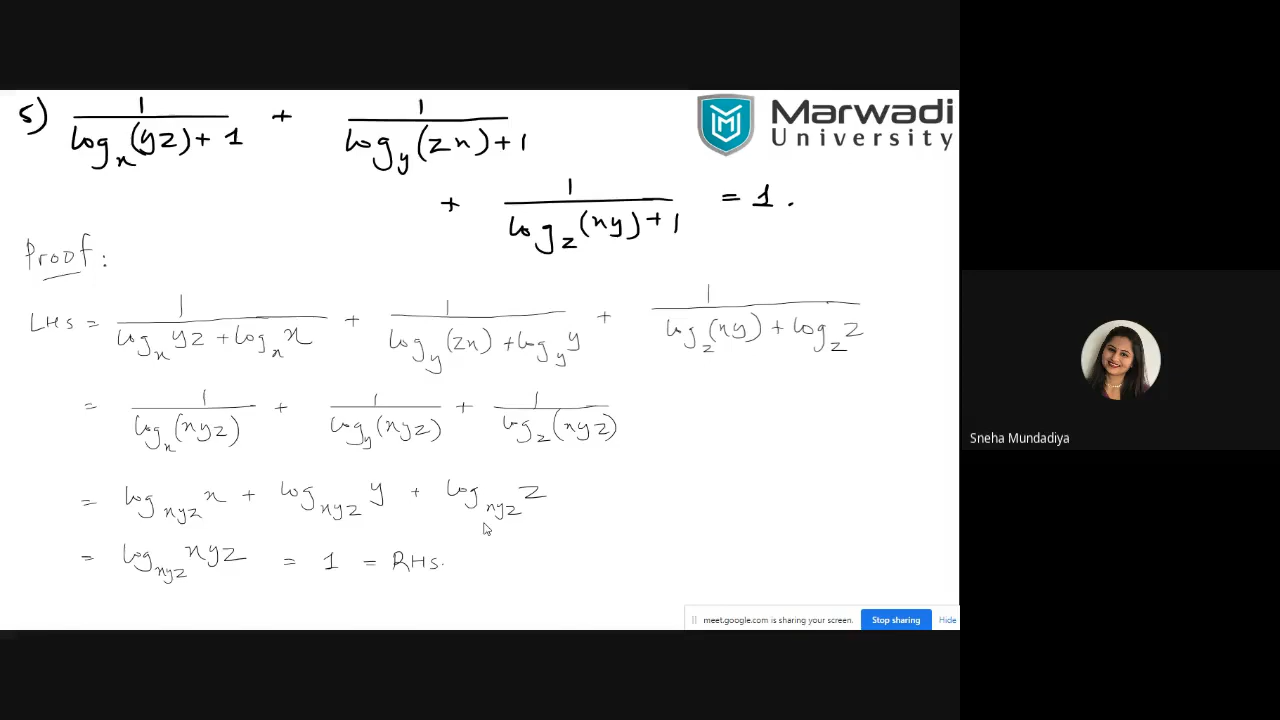 5) 1/(log_x(yz) + 1) + 1/(log_y(zx) + 1)
Marwadi
University
+ 1/(log_z(xy) + 1) = 1.
Proof:
LHS = 1/(log_x yz + log_x x) + 1/(log_y(zx) + log_y y) + 1/(log_z(xy) + log_z z)
= 1/log_x(xyz) + 1/log_y(xyz) + 1/log_z(xyz)
= log_xyz x + log_xyz y + log_xyz z
= log_xyz xyz = 1 = RHS.
Sneha Mundadiya
meet.google.com is sharing your screen. Stop sharing Hide